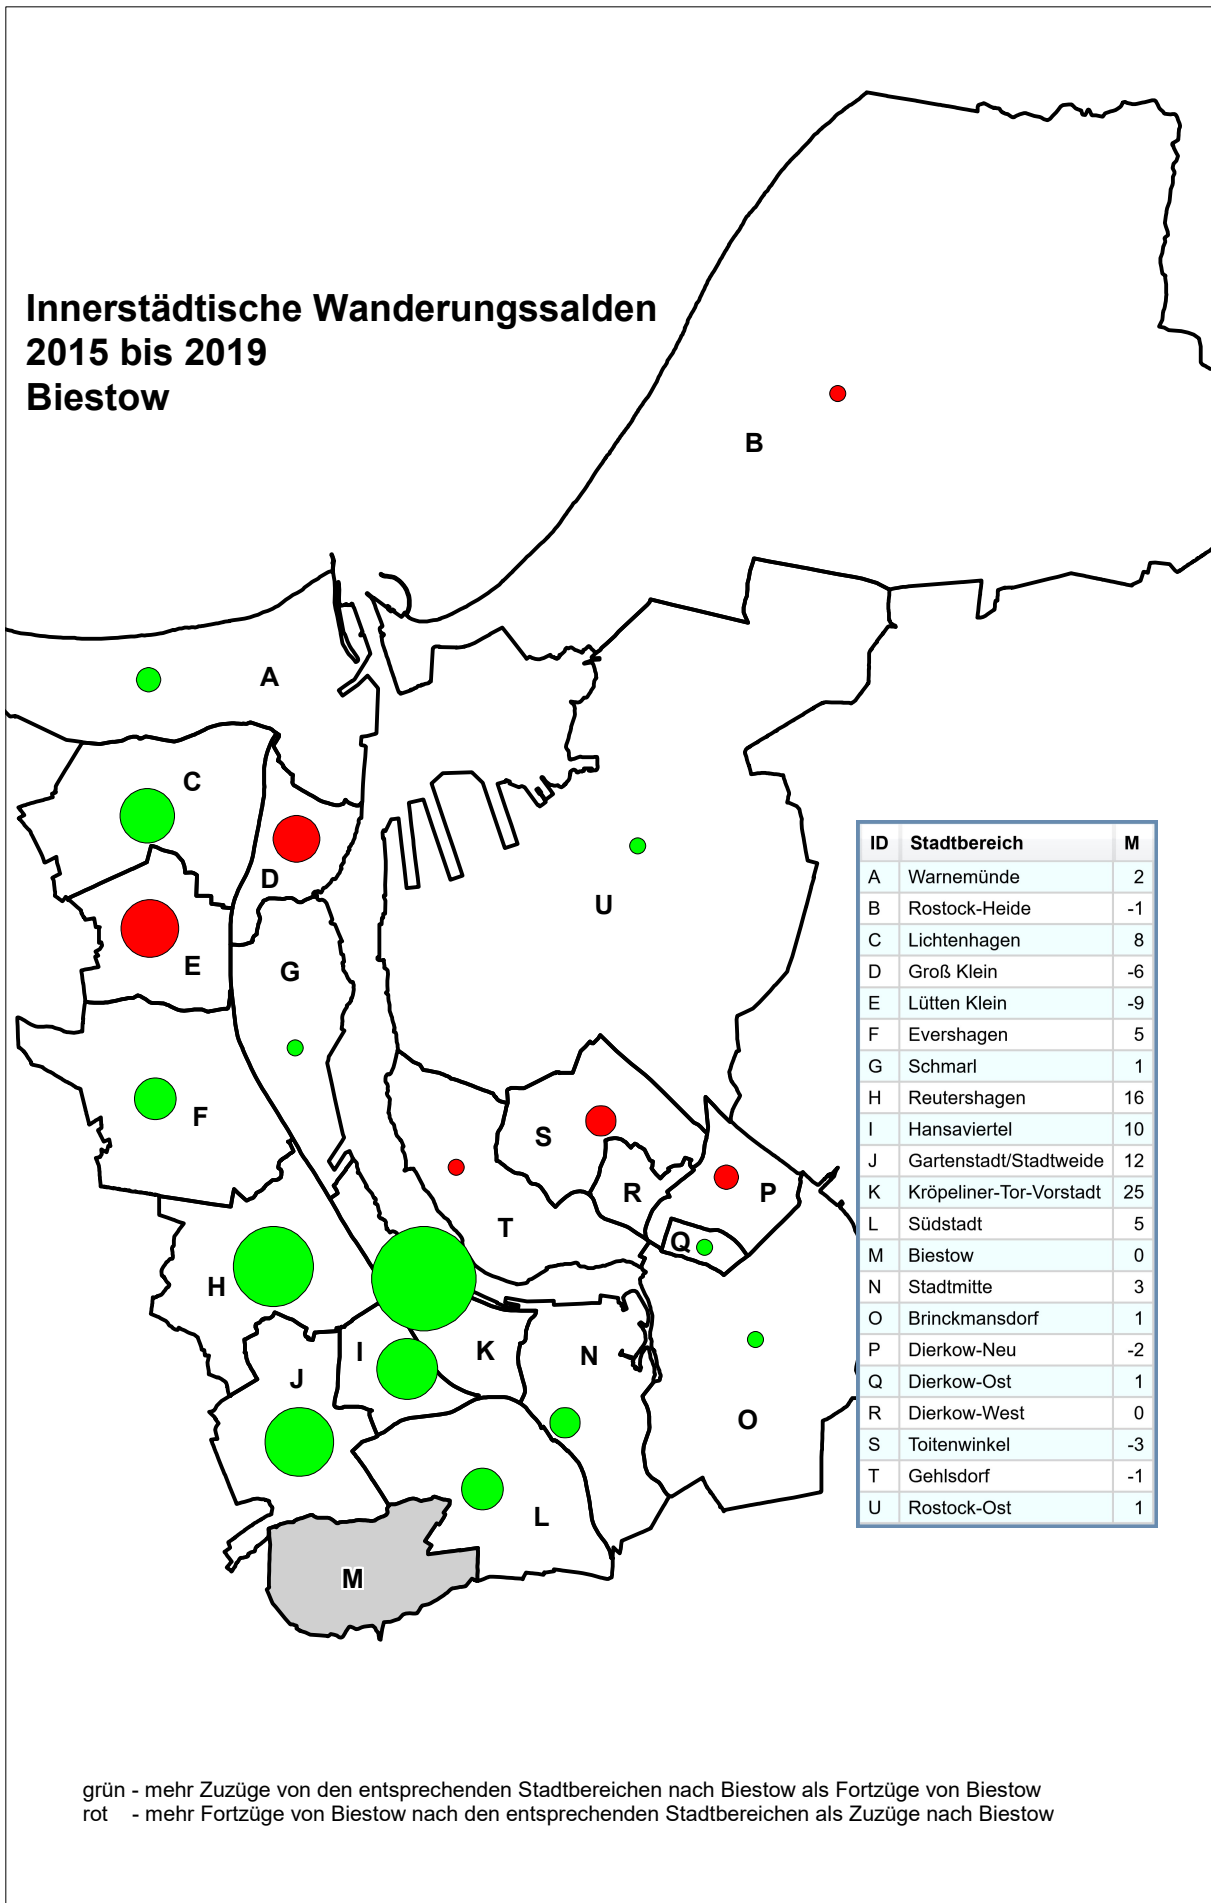 Innerstädtische Wanderungssalden
2015 bis 2019
Biestow
B
A
C
D
U
E
G
F
S
R
P
T
Q
H
I
K
N
J
O
L
M
ID Stadtbereich M
A Warnemünde 2
B Rostock-Heide -1
C Lichtenhagen 8
D Groß Klein -6
E Lütten Klein -9
F Evershagen 5
G Schmarl 1
H Reutershagen 16
I Hansaviertel 10
J Gartenstadt/Stadtweide 12
K Kröpeliner-Tor-Vorstadt 25
L Südstadt 5
M Biestow 0
N Stadtmitte 3
O Brinckmansdorf 1
P Dierkow-Neu -2
Q Dierkow-Ost 1
R Dierkow-West 0
S Toitenwinkel -3
T Gehlsdorf -1
U Rostock-Ost 1
grün - mehr Zuzüge von den entsprechenden Stadtbereichen nach Biestow als Fortzüge von Biestow
rot - mehr Fortzüge von Biestow nach den entsprechenden Stadtbereichen als Zuzüge nach Biestow